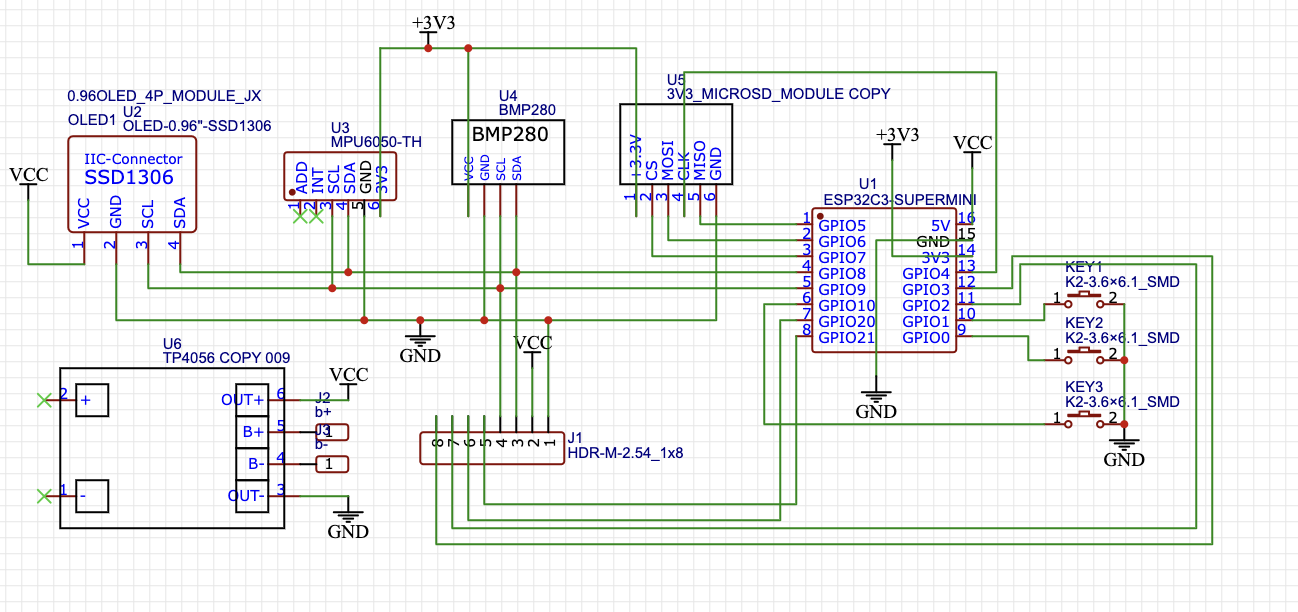 +3V3
0.96OLED_4P_MODULE_JX
OLED1
U2
OLED-0.96"-SSD1306
IIC-Connector
SSD1306
VCC
GND
SCL
SDA
1
2
3
4
VCC
U3
MPU6050-TH
ADD
INT
SCL
SDA
GND
3V3
1
2
3
4
5
6
U4
BMP280
BMP280
VCC
GND
SCL
SDA
U5
3V3_MICROSD_MODULE COPY
+3.3V
CS
MOSI
CLK
MISO
GND
1
2
3
4
5
6
+3V3
VCC
U1
ESP32C3-SUPERMINI
1 GPIO5 5V 16
2 GPIO6 GND 15
3 GPIO7 3V3 14
4 GPIO8 GPIO4 13
5 GPIO9 GPIO3 12
6 GPIO10 GPIO2 11
7 GPIO20 GPIO1 10
8 GPIO21 GPIO0 9
GND
KEY1
K2-3.6×6.1_SMD
1 2
KEY2
K2-3.6×6.1_SMD
1 2
KEY3
K2-3.6×6.1_SMD
1 2
GND
GND
VCC
U6
TP4056 COPY 009
2 +
1 -
OUT+ 6
B+ 5
B- 4
OUT- 3
VCC
J2
b+
1
J3
b-
1
GND
8 7 6 5 4 3 2 1
J1
HDR-M-2.54_1x8